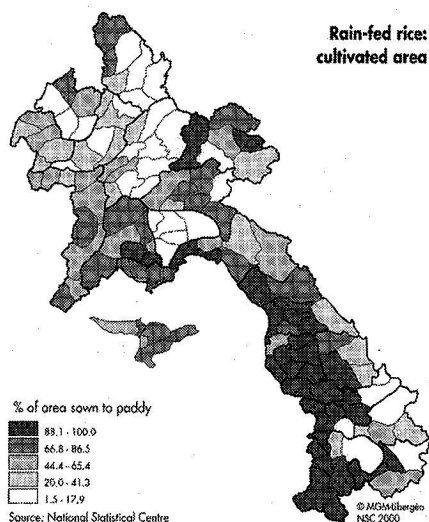 Rain-fed rice:
cultivated area
% of area sown to paddy
88.1 - 100.0
66.8 - 86.5
44.4 - 65.4
20.0 - 41.3
1.5 - 17.9
Source: National Statistical Centre
© MGM-Libergéo
NSC 2000